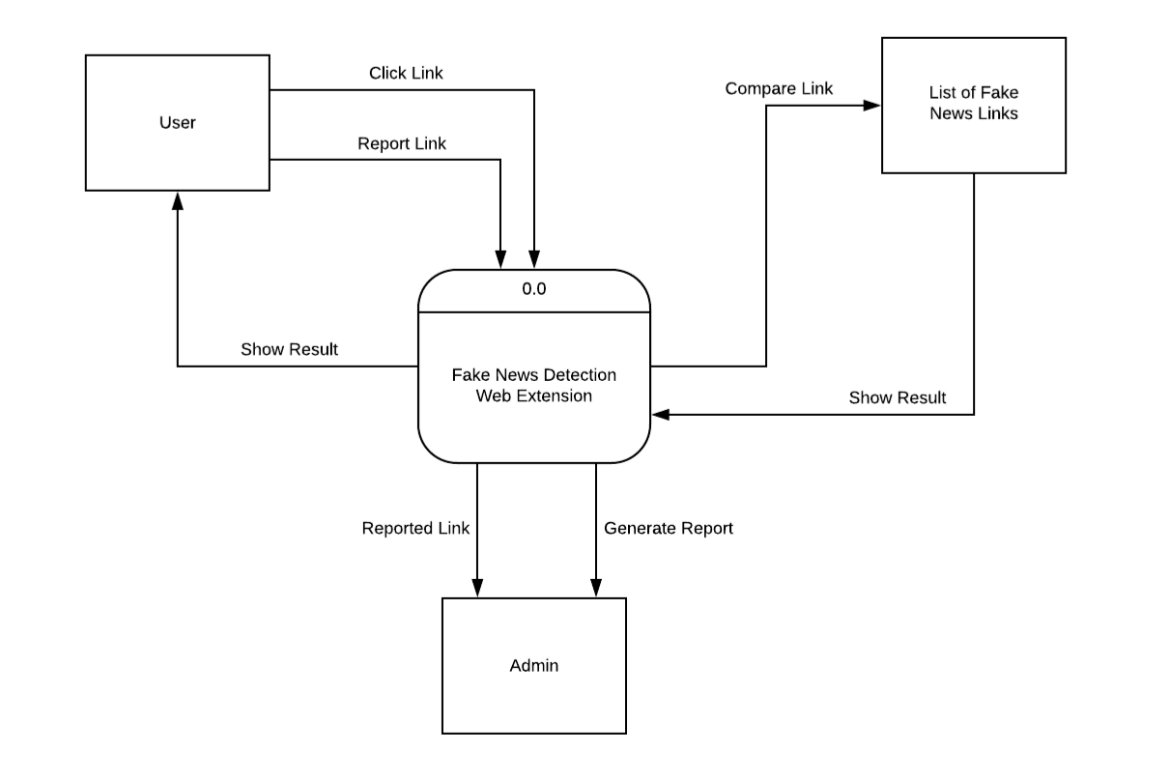 Click Link
Compare Link
List of Fake
News Links
User
Report Link
0.0
Show Result
Fake News Detection
Web Extension
Show Result
Reported Link
Generate Report
Admin